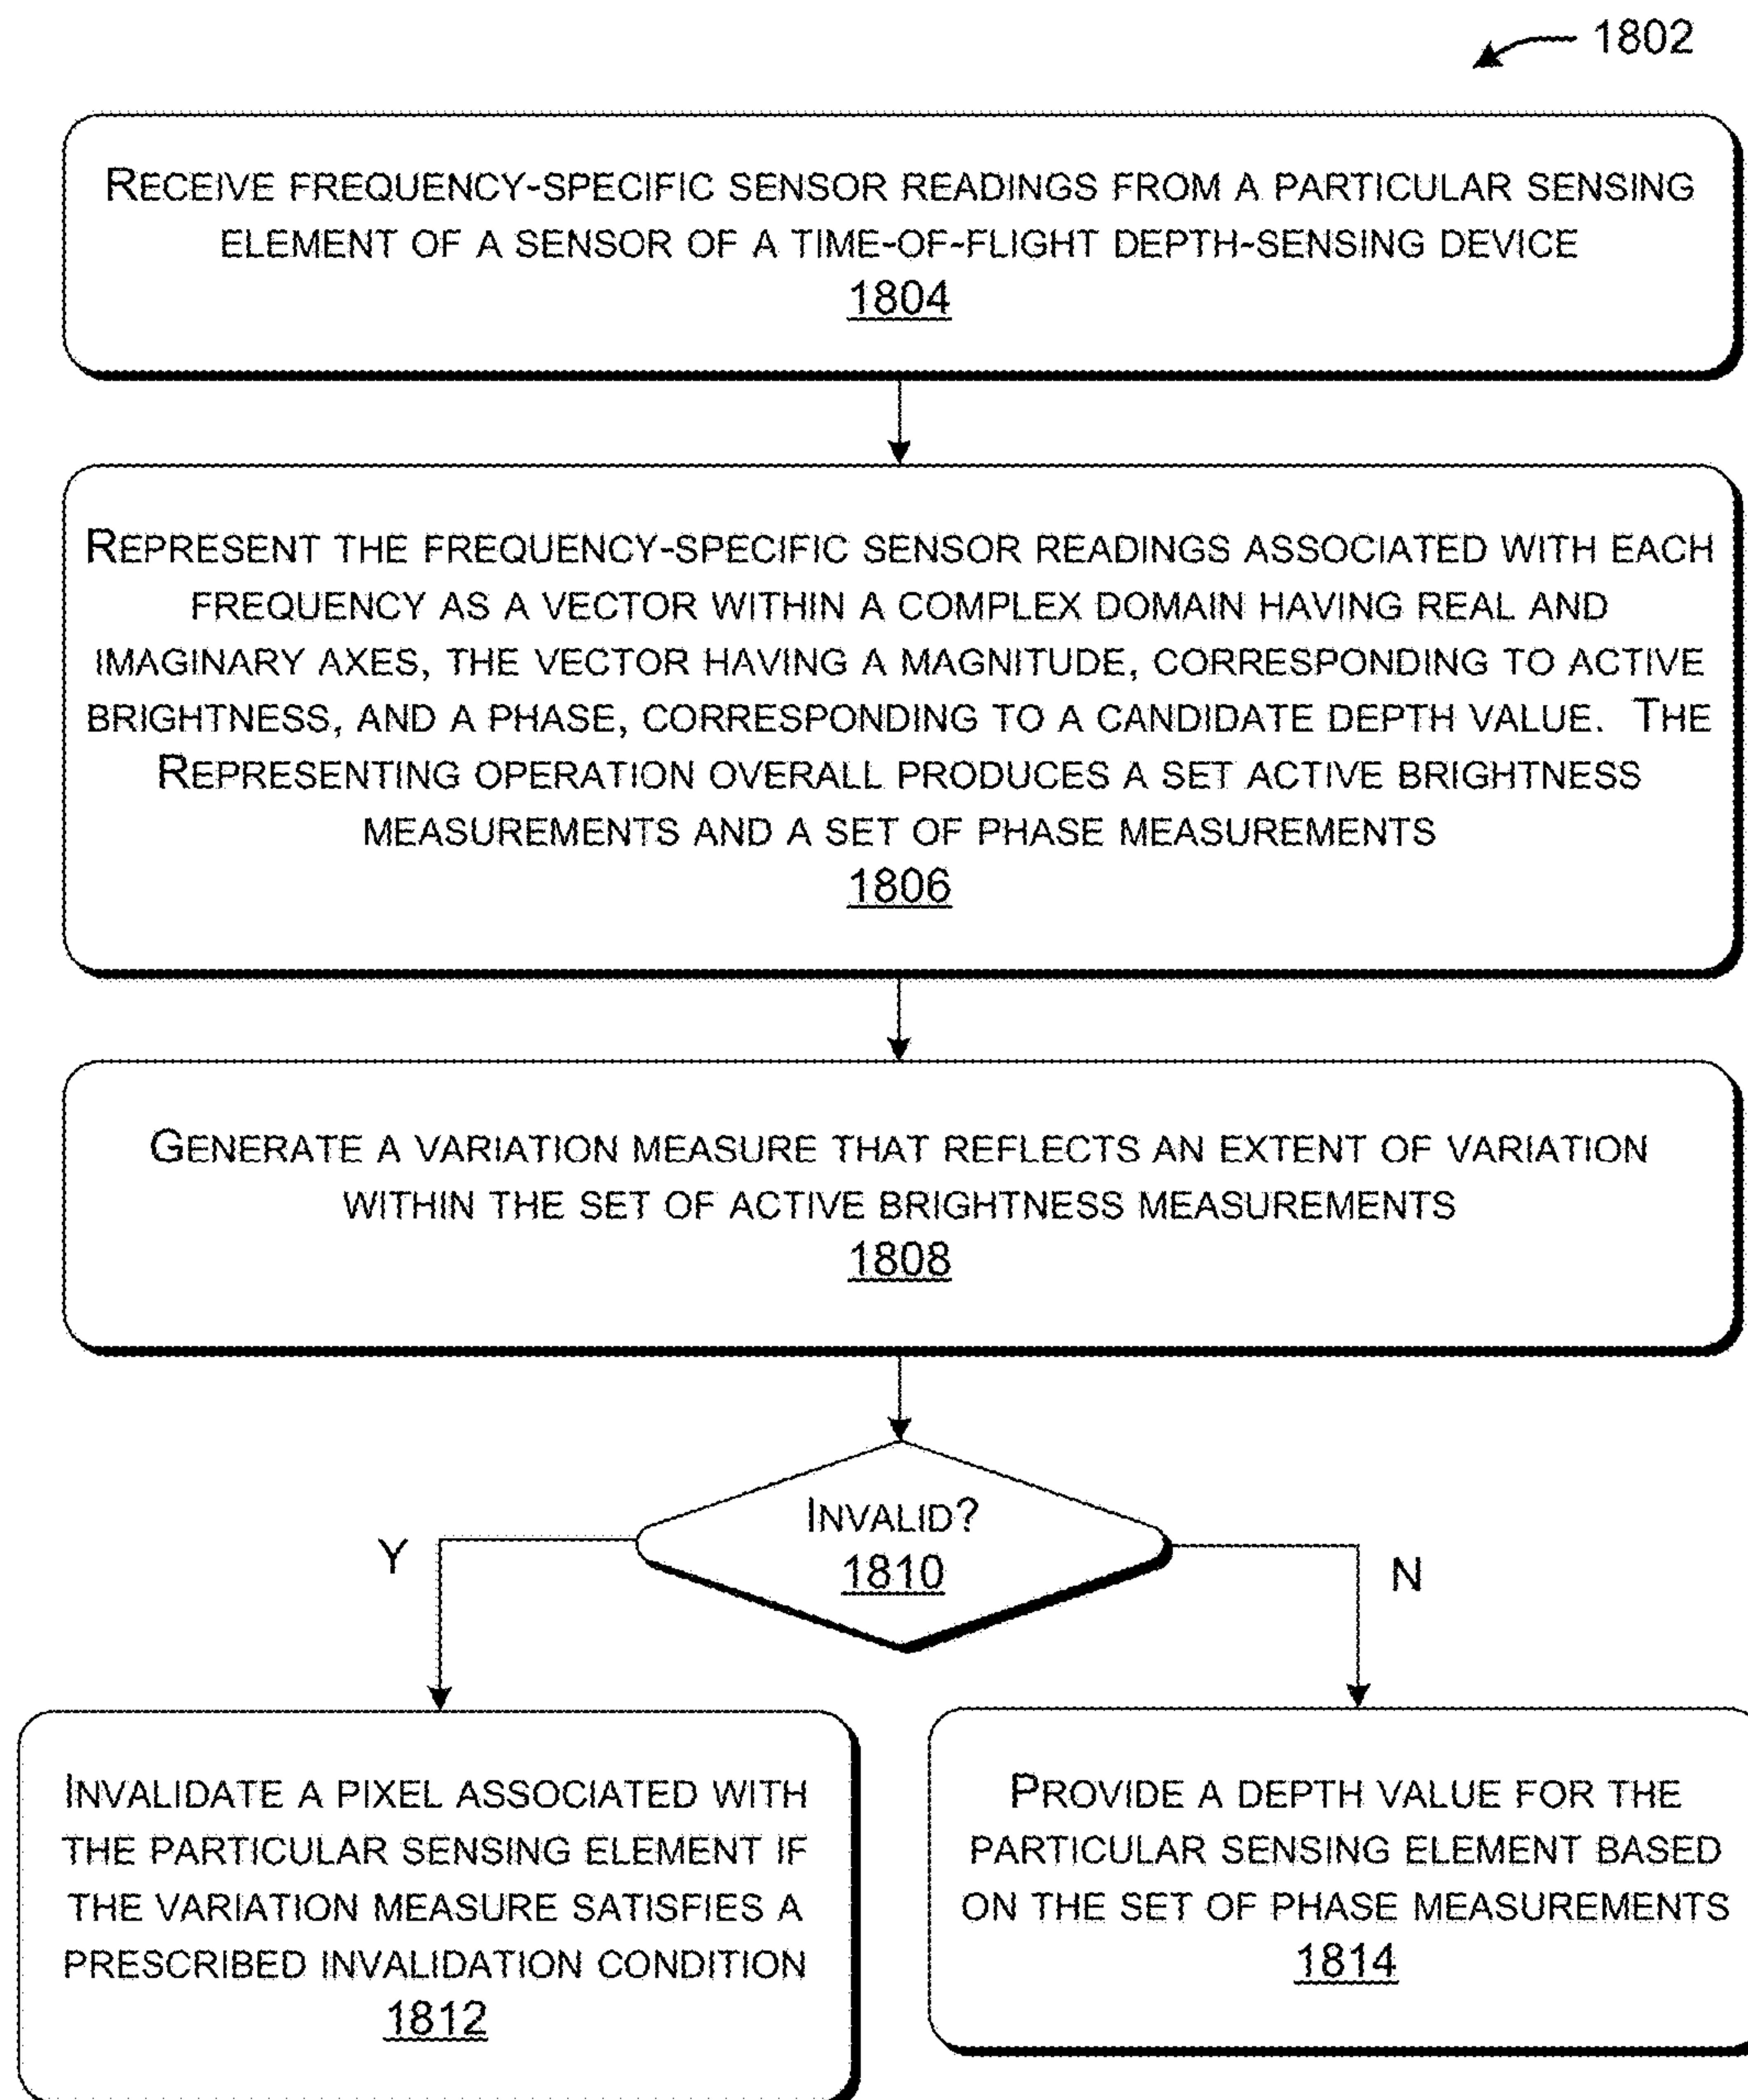 1802
RECEIVE FREQUENCY-SPECIFIC SENSOR READINGS FROM A PARTICULAR SENSING
ELEMENT OF A SENSOR OF A TIME-OF-FLIGHT DEPTH-SENSING DEVICE
1804
REPRESENT THE FREQUENCY-SPECIFIC SENSOR READINGS ASSOCIATED WITH EACH
FREQUENCY AS A VECTOR WITHIN A COMPLEX DOMAIN HAVING REAL AND
IMAGINARY AXES, THE VECTOR HAVING A MAGNITUDE, CORRESPONDING TO ACTIVE
BRIGHTNESS, AND A PHASE, CORRESPONDING TO A CANDIDATE DEPTH VALUE. THE
REPRESENTING OPERATION OVERALL PRODUCES A SET ACTIVE BRIGHTNESS
MEASUREMENTS AND A SET OF PHASE MEASUREMENTS
1806
GENERATE A VARIATION MEASURE THAT REFLECTS AN EXTENT OF VARIATION
WITHIN THE SET OF ACTIVE BRIGHTNESS MEASUREMENTS
1808
INVALID?
1810
Y
N
INVALIDATE A PIXEL ASSOCIATED WITH
THE PARTICULAR SENSING ELEMENT IF
THE VARIATION MEASURE SATISFIES A
PRESCRIBED INVALIDATION CONDITION
1812
PROVIDE A DEPTH VALUE FOR THE
PARTICULAR SENSING ELEMENT BASED
ON THE SET OF PHASE MEASUREMENTS
1814